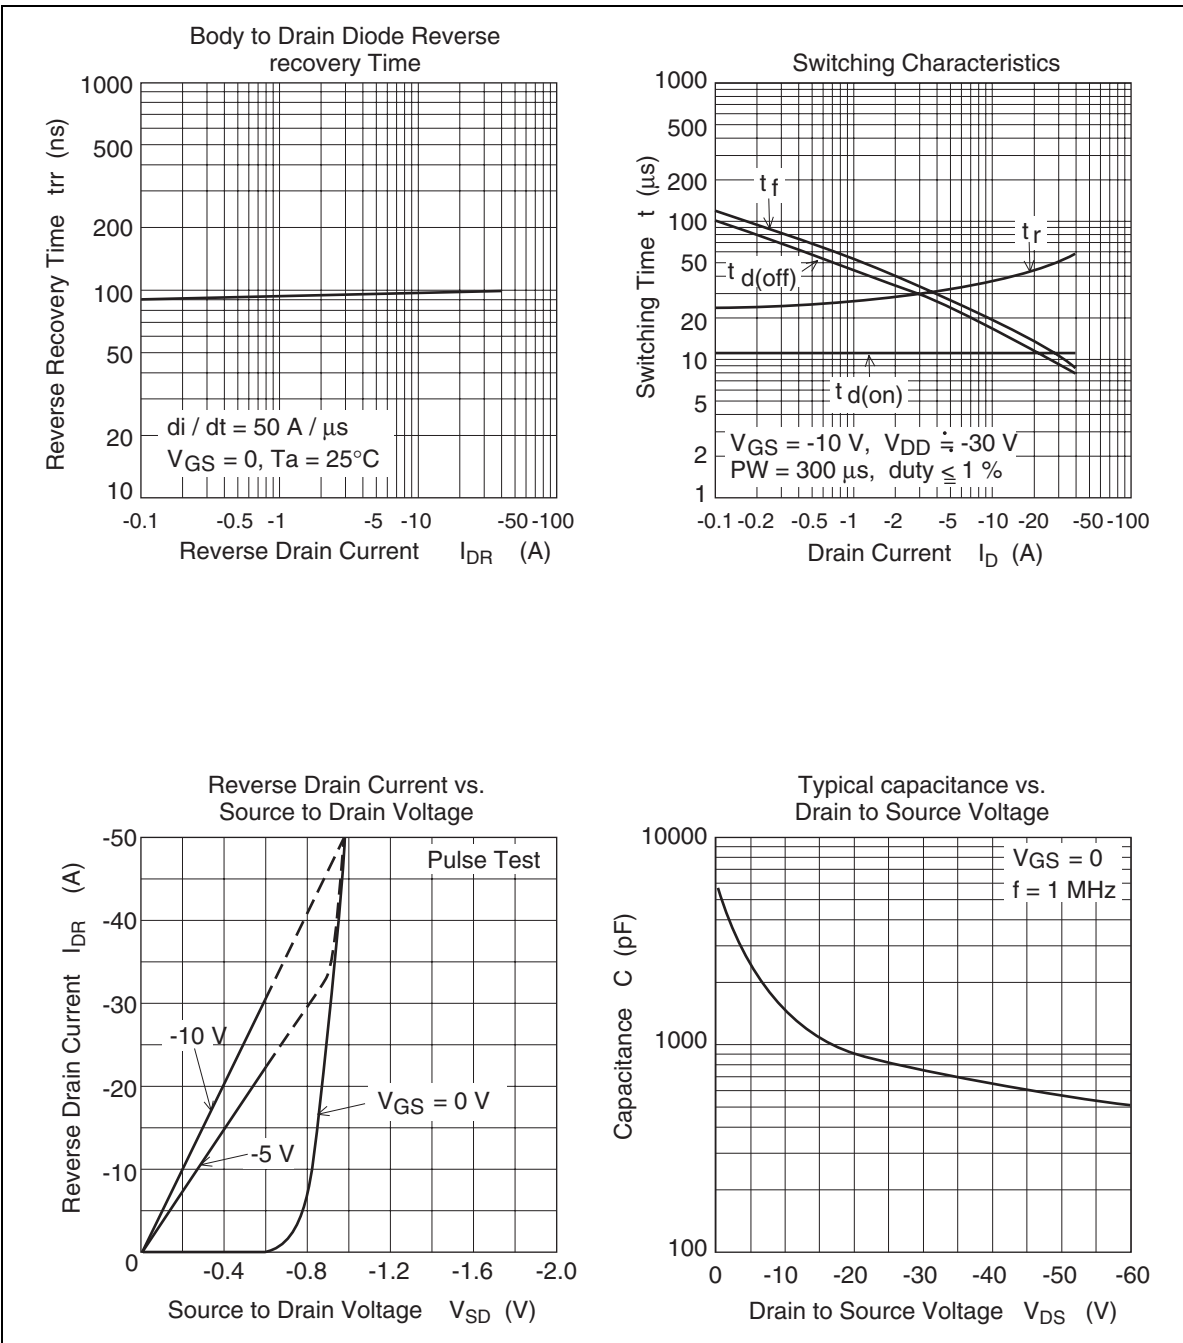 Body to Drain Diode Reverse
recovery Time
1000
500
200
100
50
20
10
Reverse Recovery Time trr (ns)
di / dt = 50 A / μs
VGS = 0, Ta = 25°C
-0.1 -0.5 -1 -5 -10 -50 -100
Reverse Drain Current IDR (A)
Switching Characteristics
1000
500
200
100
50
20
10
5
2
1
Switching Time t (μs)
tf
td(off)
tr
td(on)
VGS = -10 V, VDD ≒ -30 V
PW = 300 μs, duty ≦ 1 %
-0.1 -0.2 -0.5 -1 -2 -5 -10 -20 -50 -100
Drain Current ID (A)
Reverse Drain Current vs.
Source to Drain Voltage
-50
-40
-30
-20
-10
0
Reverse Drain Current IDR (A)
Pulse Test
-10 V
VGS = 0 V
-5 V
-0.4 -0.8 -1.2 -1.6 -2.0
Source to Drain Voltage VSD (V)
Typical capacitance vs.
Drain to Source Voltage
10000
1000
100
Capacitance C (pF)
VGS = 0
f = 1 MHz
0 -10 -20 -30 -40 -50 -60
Drain to Source Voltage VDS (V)